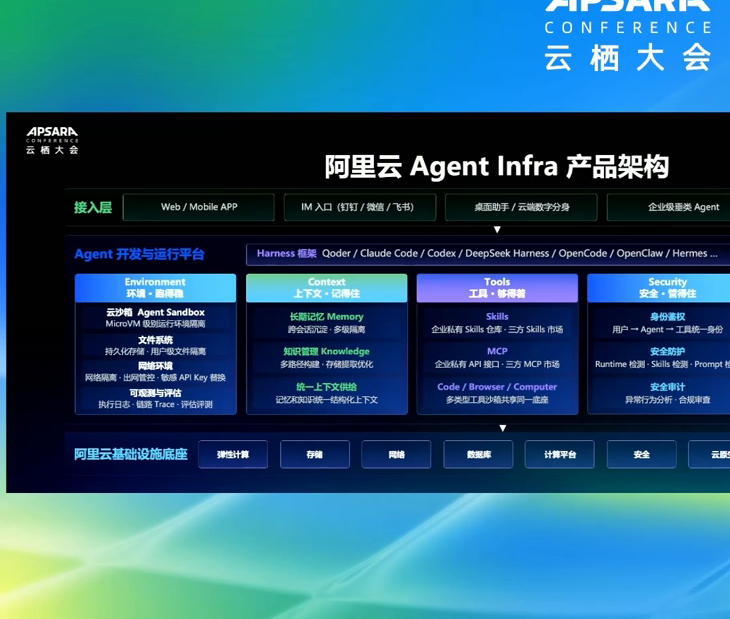 APSARA
CONFERENCE
云栖大会
APSARA
CONFERENCE
云栖大会
阿里云 Agent Infra 产品架构
接入层
Web / Mobile APP
IM 入口（钉钉 / 微信 / 飞书）
桌面助手 / 云端数字分身
企业级垂类 Agent
Agent 开发与运行平台
Harness 框架 Qoder / Claude Code / Codex / DeepSeek Harness / OpenCode / OpenClaw / Hermes ...
Environment
环境・跑得稳
云沙箱 Agent Sandbox
MicroVM 级别运行环境隔离
文件系统
持久化存储 · 用户级文件隔离
网络环境
网络隔离 · 出网管控 · 敏感 API Key 替换
可观测与评估
执行日志 · 链路 Trace · 评估评测
Context
上下文・记得住
长期记忆 Memory
跨会话沉淀 · 多级隔离
知识管理 Knowledge
多路径构建 · 存储提取优化
统一上下文供给
记忆和知识统一结构化上下文
Tools
工具・够得着
Skills
企业私有 Skills 仓库 · 三方 Skills 市场
MCP
企业私有 API 接口 · 三方 MCP 市场
Code / Browser / Computer
多类型工具沙箱共享同一底座
Security
安全・管得住
身份鉴权
用户 → Agent → 工具统一身份
安全防护
Runtime 检测 · Skills 检测 · Prompt
安全审计
异常行为分析 · 合规审查
阿里云基础设施底座
弹性计算
存储
网络
数据库
计算平台
安全
云原生